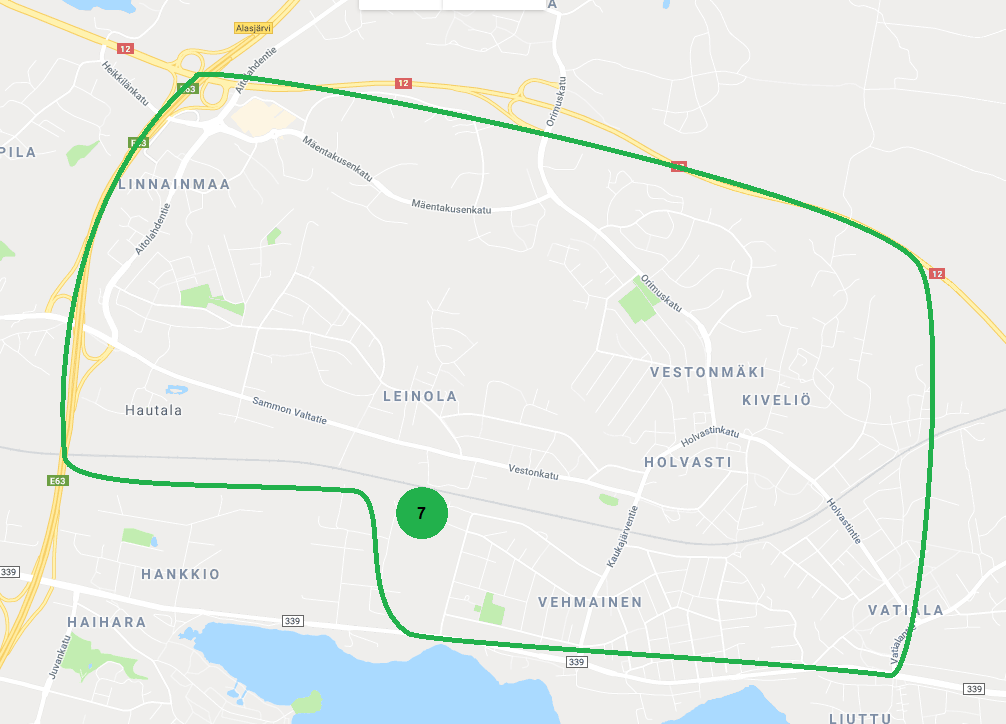 A
Alasjärvi
12
Aitolahdentie
Heikkilänkatu
E63
12
Orimuskatu
E63
PILA
Mäentakusenkatu
12
LINNAINMAA
Mäentakusenkatu
Aitolahdentie
12
Orimuskatu
VESTONMÄKI
LEINOLA
KIVELIÖ
Hautala
Sammon Valtatie
Holvastinkatu
HOLVASTI
Vestonkatu
E63
7
Holvastintie
Kaukajärventie
339
HANKKIO
VEHMAINEN
VATIALA
HAIHARA
339
Juvankatu
339
339
LIUTTU